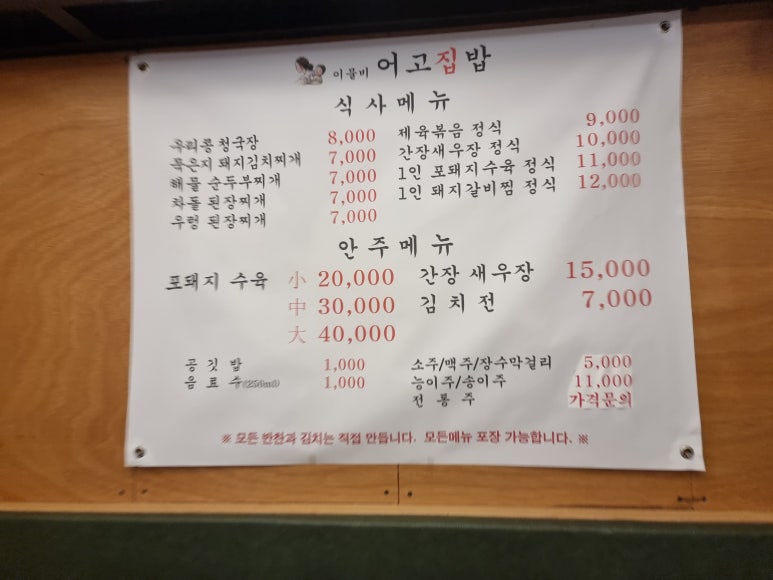 이물비 어고집밥
식사메뉴
우리콩 청국장 8,000
묵은지 돼지김치찌개 7,000
해물 순두부찌개 7,000
차돌 된장찌개 7,000
우렁 된장찌개 7,000
제육볶음 정식 9,000
간장새우장 정식 10,000
1인 포돼지수육 정식 11,000
1인 돼지갈비찜 정식 12,000
안주메뉴
포돼지 수육 小 20,000
中 30,000
大 40,000
간장 새우장 15,000
김치전 7,000
공깃밥 1,000
음료수(250ml) 1,000
소주/맥주/장수막걸리 5,000
능이주/송이주 11,000
전통주 가격문의
※ 모든 반찬과 김치는 직접 만듭니다. 모든메뉴 포장 가능합니다. ※